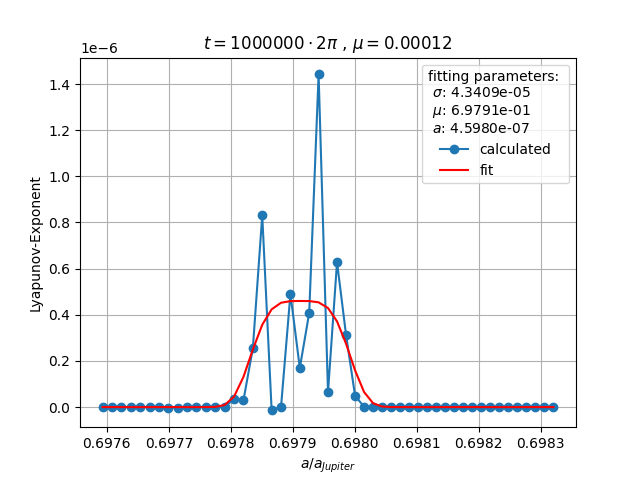 t = 1000000 · 2π , μ = 0.00012
1e−6
fitting parameters:
σ: 4.3409e-05
μ: 6.9791e-01
a: 4.5980e-07
calculated
fit
1.4
1.2
1.0
0.8
0.6
0.4
0.2
0.0
Lyapunov-Exponent
0.6976 0.6977 0.6978 0.6979 0.6980 0.6981 0.6982 0.6983
a/a_Jupiter